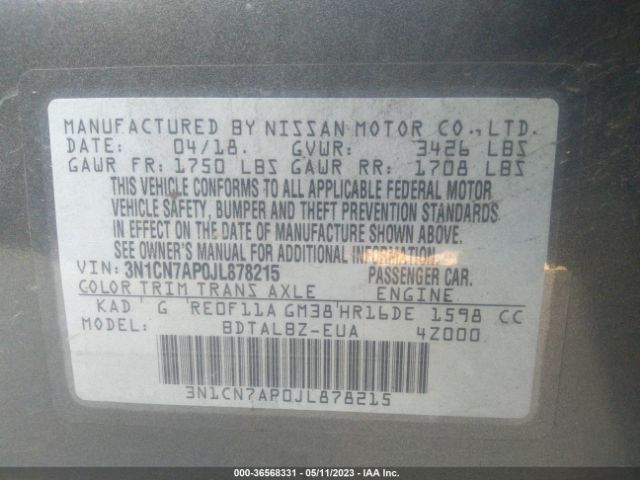 MANUFACTURED BY NISSAN MOTOR CO., LTD.
DATE: 04/18. GVWR: 3426 LBS
GAWR FR: 1750 LBS GAWR RR: 1708 LBS
THIS VEHICLE CONFORMS TO ALL APPLICABLE FEDERAL MOTOR
VEHICLE SAFETY, BUMPER AND THEFT PREVENTION STANDARDS
IN EFFECT ON THE DATE OF MANUFACTURE SHOWN ABOVE.
SEE OWNER'S MANUAL FOR ADDITIONAL INFORMATION
VIN: 3N1CN7AP0JL878215 PASSENGER CAR.
COLOR TRIM TRANS AXLE ENGINE
KAD ' G 'RE0F11A GM38'HR16DE 1598 CC
MODEL: BDTALBZ-EUA 4Z000
3N1CN7AP0JL878215
000-36568331 - 05/11/2023 - IAA Inc.